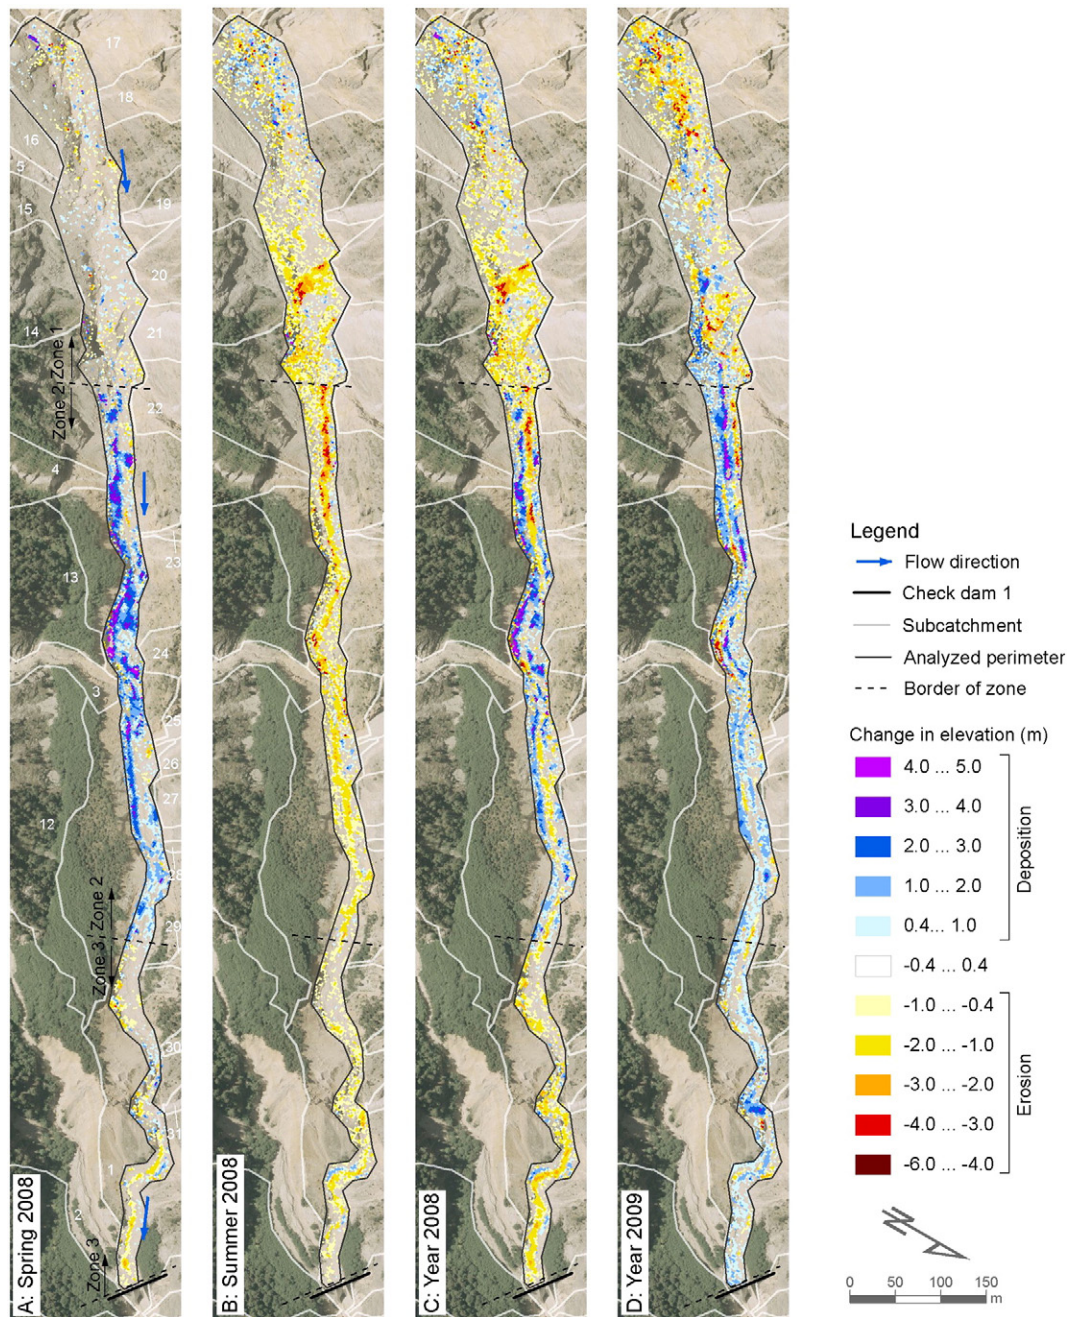 17
18
16
5
15
19
20
14
21
Zone 2 Zone 1
22
4
13
23
24
3
25
26
27
12
28
Zone 3 Zone 2
29
30
31
1
2
Zone 3
A: Spring 2008
B: Summer 2008
C: Year 2008
D: Year 2009
Legend
Flow direction
Check dam 1
Subcatchment
Analyzed perimeter
Border of zone
Change in elevation (m)
4.0 ... 5.0
3.0 ... 4.0
2.0 ... 3.0
1.0 ... 2.0
0.4... 1.0
Deposition
-0.4 ... 0.4
-1.0 ... -0.4
-2.0 ... -1.0
-3.0 ... -2.0
-4.0 ... -3.0
-6.0 ... -4.0
Erosion
N
0 50 100 150
m